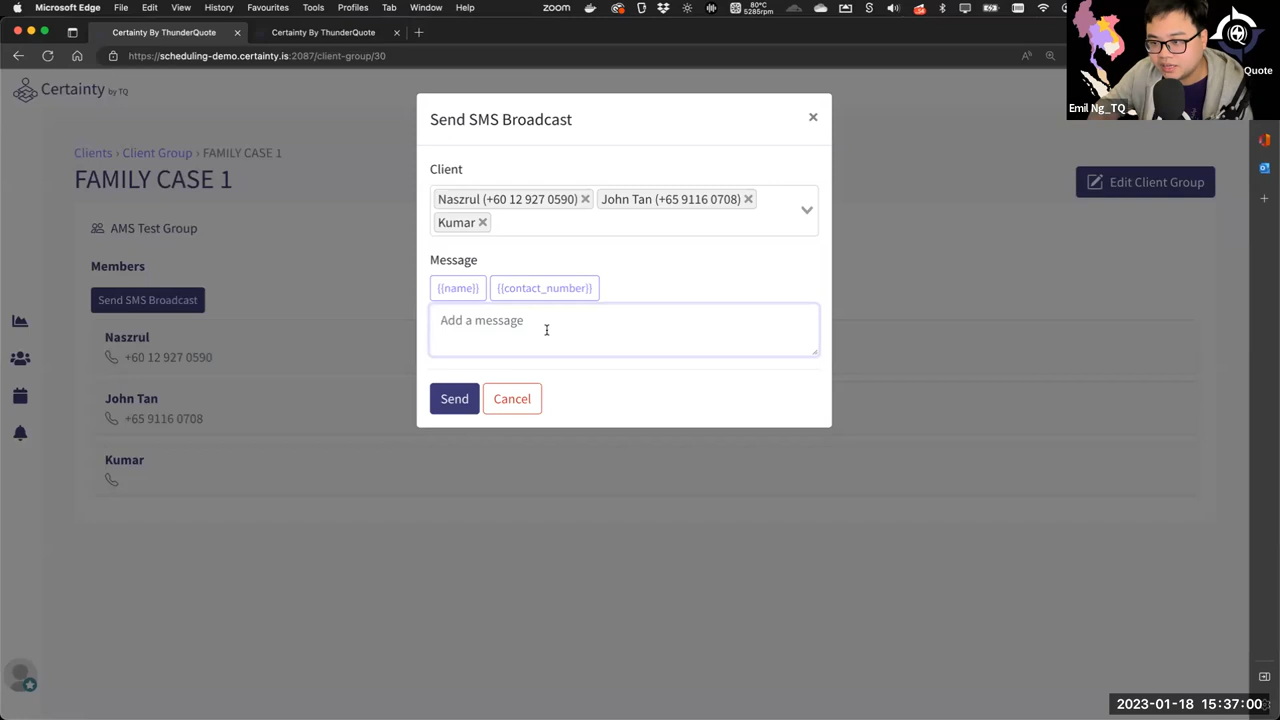 Microsoft Edge File Edit View History Favourites Tools Profiles Tab Window Help zoom 80°C 5285rpm
Certainty By ThunderQuote
Certainty By ThunderQuote
https://scheduling-demo.certainty.is:2087/client-group/30
Quote
Emil Ng_TQ
Certainty by TQ
Send SMS Broadcast
Clients › Client Group › FAMILY CASE 1
FAMILY CASE 1
Edit Client Group
Client
Naszrul (+60 12 927 0590) John Tan (+65 9116 0708)
Kumar
AMS Test Group
Members
Message
Send SMS Broadcast
{{name}} {{contact_number}}
Add a message
Naszrul
+60 12 927 0590
John Tan
+65 9116 0708
Send Cancel
Kumar
2023-01-18 15:37:00